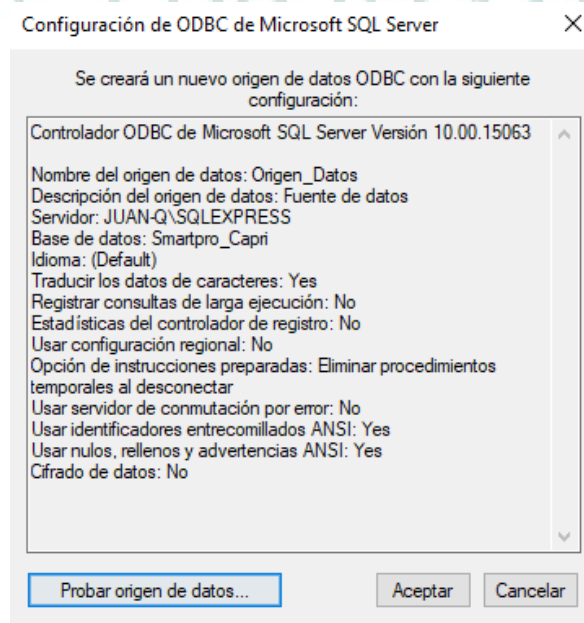 Configuración de ODBC de Microsoft SQL Server
Se creará un nuevo origen de datos ODBC con la siguiente
configuración:
Controlador ODBC de Microsoft SQL Server Versión 10.00.15063
Nombre del origen de datos: Origen_Datos
Descripción del origen de datos: Fuente de datos
Servidor: JUAN-Q\SQLEXPRESS
Base de datos: Smartpro_Capri
Idioma: (Default)
Traducir los datos de caracteres: Yes
Registrar consultas de larga ejecución: No
Estadísticas del controlador de registro: No
Usar configuración regional: No
Opción de instrucciones preparadas: Eliminar procedimientos
temporales al desconectar
Usar servidor de conmutación por error: No
Usar identificadores entrecomillados ANSI: Yes
Usar nulos, rellenos y advertencias ANSI: Yes
Cifrado de datos: No
Probar origen de datos...
Aceptar
Cancelar